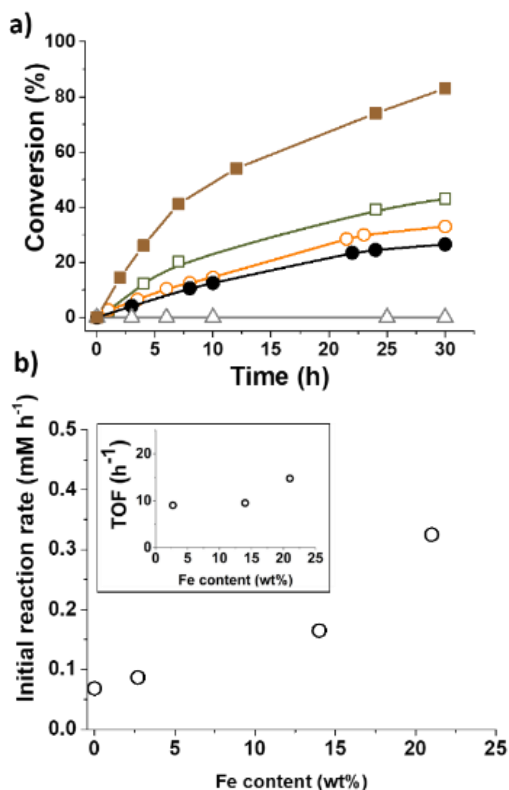 a)
Conversion (%)
100
80
60
40
20
0
0 5 10 15 20 25 30
Time (h)
b)
Initial reaction rate (mM h⁻¹)
0.5
0.4
0.3
0.2
0.1
0.0
TOF (h⁻¹)
20
10
0
0 5 10 15 20 25
Fe content (wt%)
0 5 10 15 20 25
Fe content (wt%)